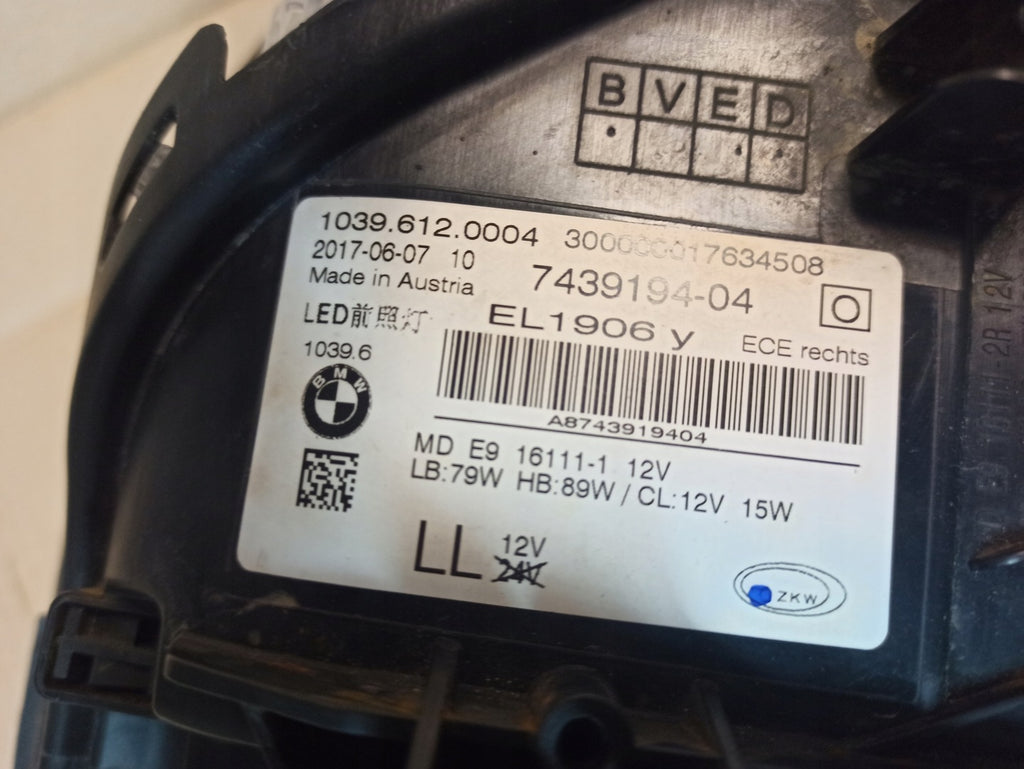 B V E D
1039.612.0004 300000017634508
2017-06-07 10 7439194-04 O
Made in Austria
LED前照灯 EL1906 y ECE rechts
1039.6
BMW
A8743919404
MD E9 16111-1 12V
LB:79W HB:89W / CL:12V 15W
LL 12V
24V
ZKW
12V